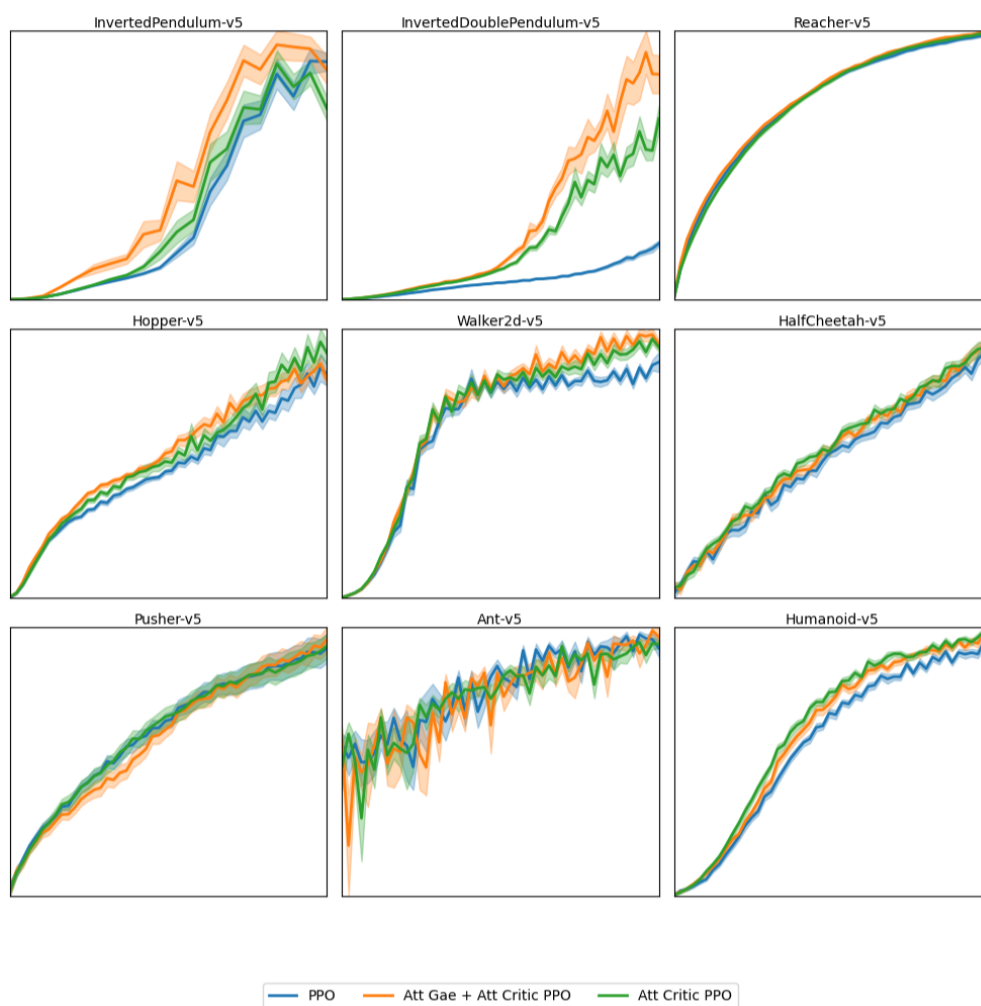 InvertedPendulum-v5
InvertedDoublePendulum-v5
Reacher-v5
Hopper-v5
Walker2d-v5
HalfCheetah-v5
Pusher-v5
Ant-v5
Humanoid-v5
PPO
Att Gae + Att Critic PPO
Att Critic PPO